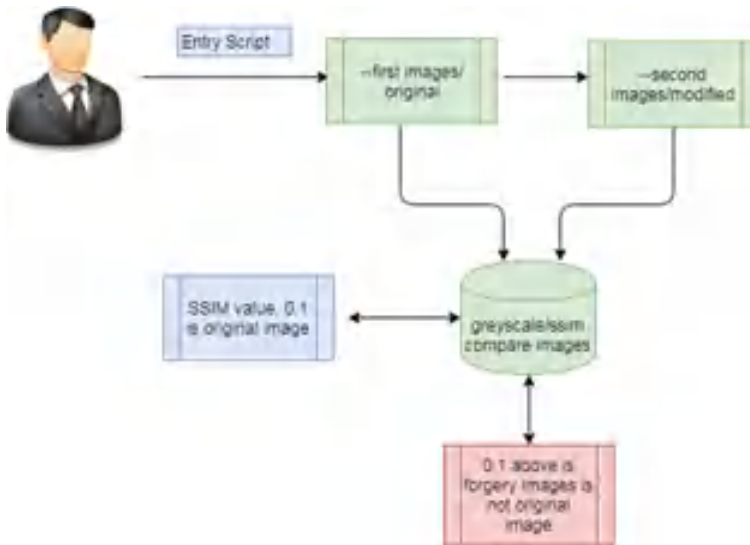 Entry Script
--first images/
original
--second
images/modified
SSIM value, 0.1
is original image
greyscale/ssim
compare images
0.1 above is
forgery images is
not original
image